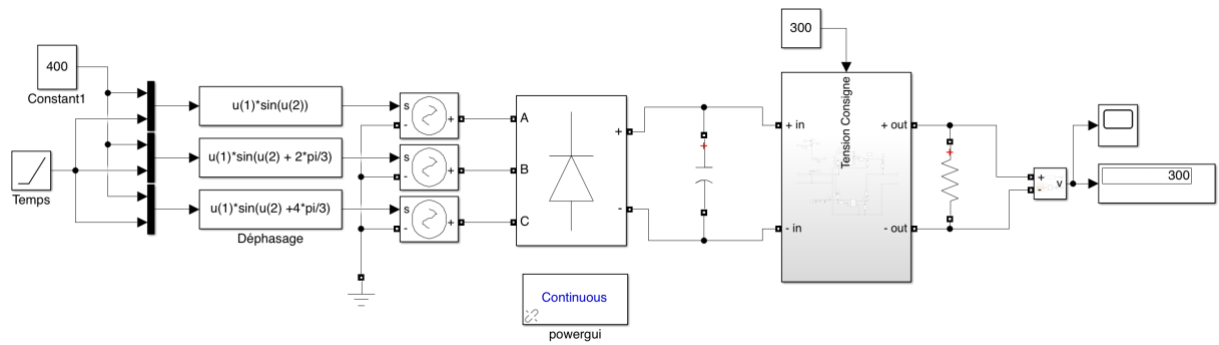 300
400
Constant1
Temps
u(1)*sin(u(2))
u(1)*sin(u(2) + 2*pi/3)
u(1)*sin(u(2) +4*pi/3)
Déphasage
s
-
+
s
-
+
s
-
+
A
B
C
+
-
+
Continuous
powergui
Tension Consigne
+ in
- in
+ out
- out
+
+
-
v
300